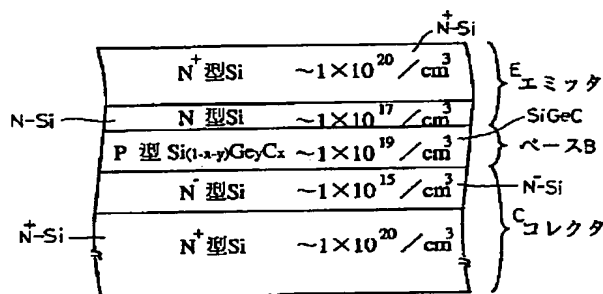 N⁺-Si
N⁺型Si ~1×10²⁰/cm³
Eエミッタ
N-Si
N 型Si ~1×10¹⁷/cm³
SiGeC
P 型 Si(1-x-y)GeyCx ~1×10¹⁹/cm³
ベースB
N⁻型Si ~1×10¹⁵/cm³
N⁻-Si
N⁺-Si
N⁺型Si ~1×10²⁰/cm³
Cコレクタ